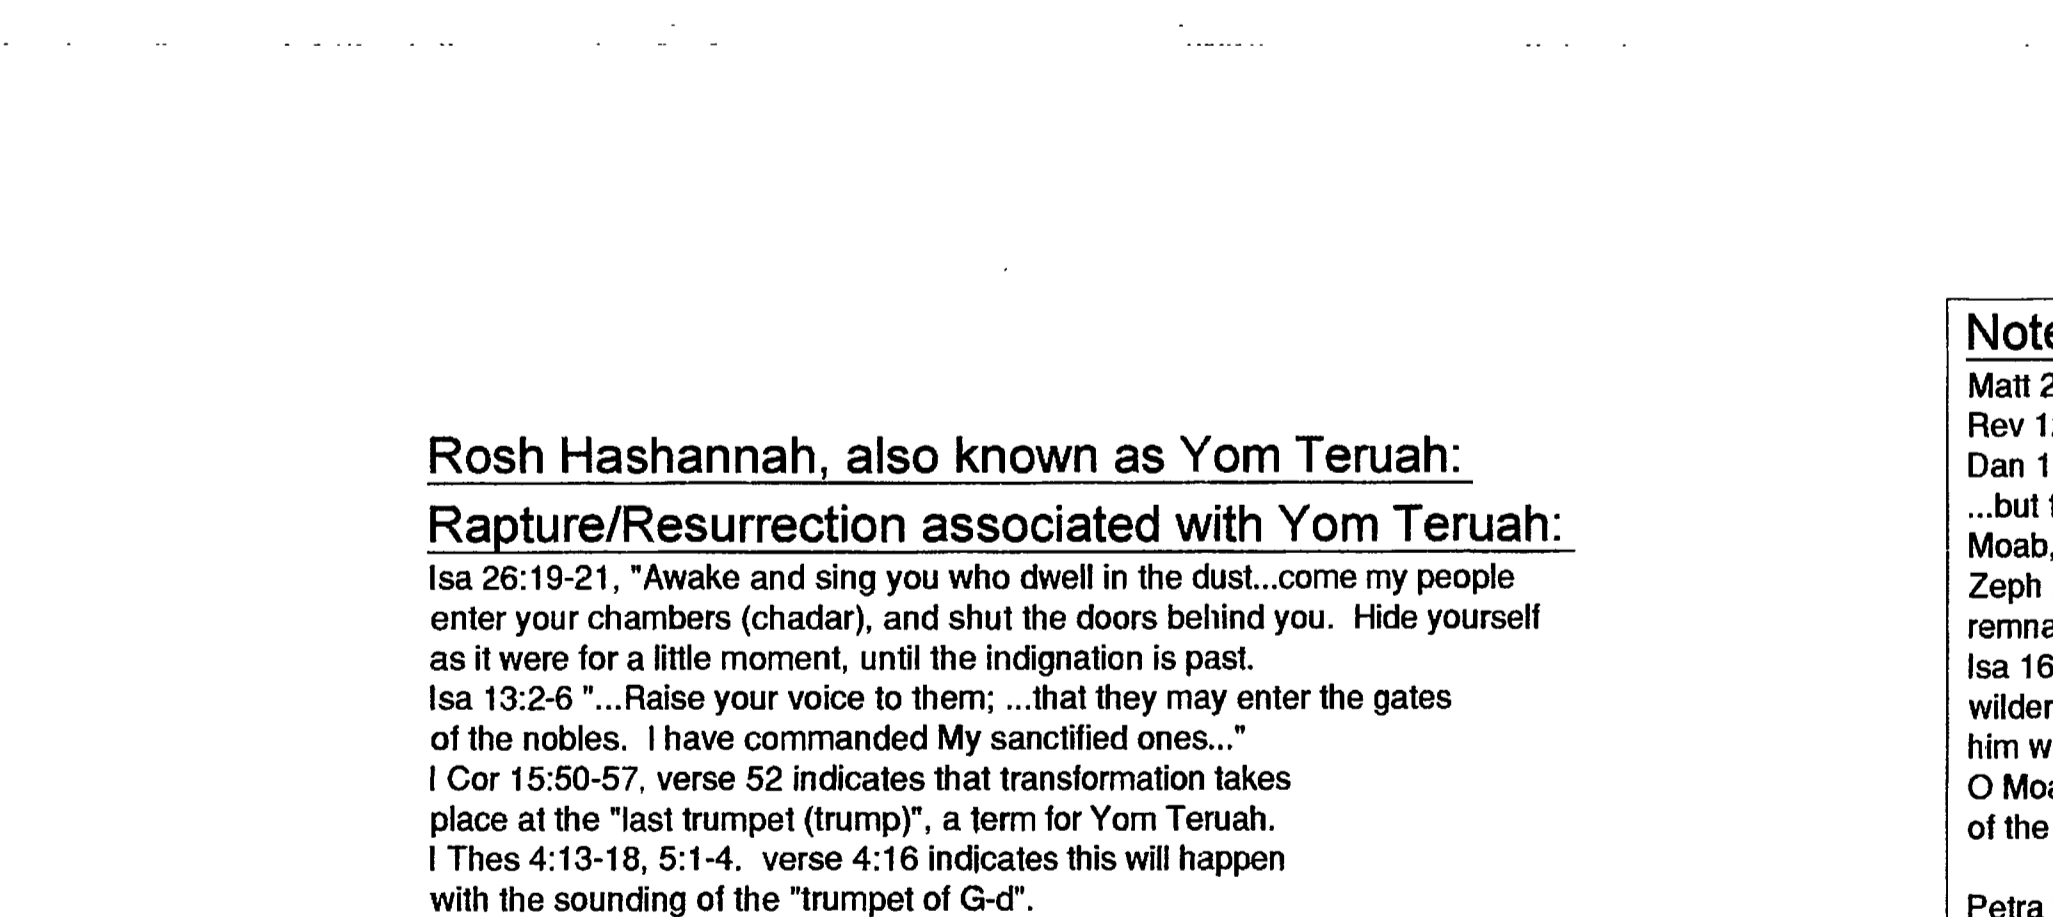 Rosh Hashannah, also known as Yom Teruah:
Rapture/Resurrection associated with Yom Teruah:
Isa 26:19-21, "Awake and sing you who dwell in the dust...come my people
enter your chambers (chadar), and shut the doors behind you.  Hide yourself
as it were for a little moment, until the indignation is past.
Isa 13:2-6 "...Raise your voice to them; ...that they may enter the gates
of the nobles.  I have commanded My sanctified ones..."
I Cor 15:50-57, verse 52 indicates that transformation takes
place at the "last trumpet (trump)", a term for Yom Teruah.
I Thes 4:13-18, 5:1-4.  verse 4:16 indicates this will happen
with the sounding of the "trumpet of G-d".
Matt
Rev
Dan
...but
Moab,
Zeph
Isa 16
him
O
of the
Petra